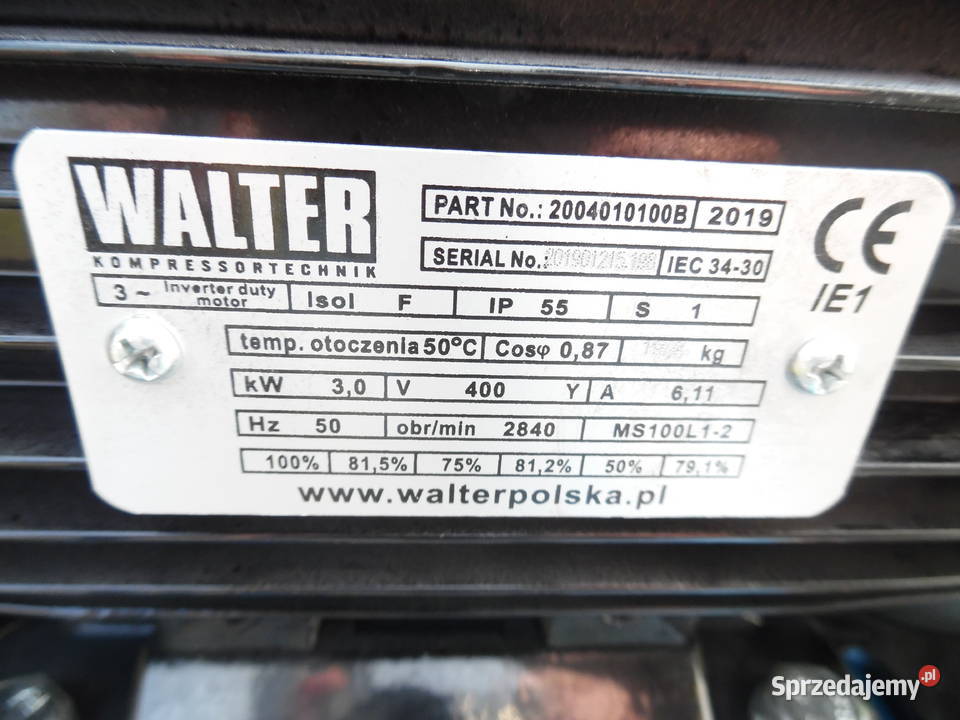 WALTER
KOMPRESSORTECHNIK
PART No.: 2004010100B 2019
SERIAL No.: IEC 34-30
CE
IE1
3 ~ Inverter duty motor Isol F IP 55 S 1
temp. otoczenia 50°C Cosφ 0,87 kg
kW 3,0 V 400 Y A 6,11
Hz 50 obr/min 2840 MS100L1-2
100% 81,5% 75% 81,2% 50% 79,1%
www.walterpolska.pl
Sprzedajemy.pl